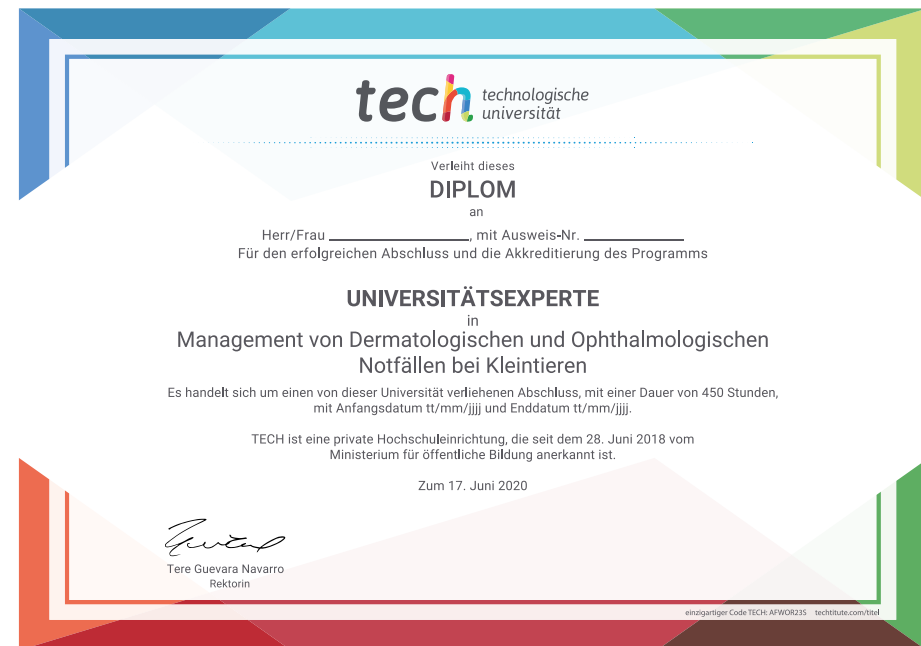 tech technologische
universität
Verleiht dieses
DIPLOM
an
Herr/Frau ____________________, mit Ausweis-Nr. ______________
Für den erfolgreichen Abschluss und die Akkreditierung des Programms
UNIVERSITÄTSEXPERTE
in
Management von Dermatologischen und Ophthalmologischen
Notfällen bei Kleintieren
Es handelt sich um einen von dieser Universität verliehenen Abschluss, mit einer Dauer von 450 Stunden,
mit Anfangsdatum tt/mm/jjjj und Enddatum tt/mm/jjjj.
TECH ist eine private Hochschuleinrichtung, die seit dem 28. Juni 2018 vom
Ministerium für öffentliche Bildung anerkannt ist.
Zum 17. Juni 2020
Tere Guevara Navarro
Rektorin
einzigartiger Code TECH: AFWOR23S techtitute.com/titel